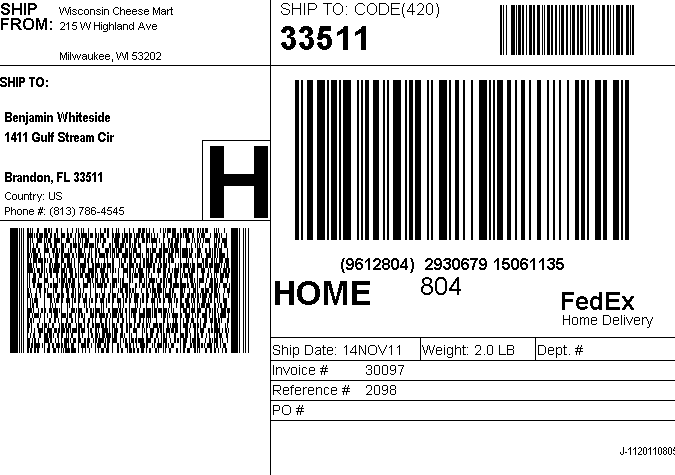 SHIP FROM:
Wisconsin Cheese Mart
215 W Highland Ave
Milwaukee, WI 53202
SHIP TO: CODE(420)
33511
SHIP TO:
Benjamin Whiteside
1411 Gulf Stream Cir
Brandon, FL 33511
Country: US
Phone #: (813) 786-4545
H
(9612804) 2930679 15061135
HOME
804
FedEx
Home Delivery
Ship Date: 14NOV11 Weight: 2.0 LB Dept. #
Invoice # 30097
Reference # 2098
PO #
J-1120110805